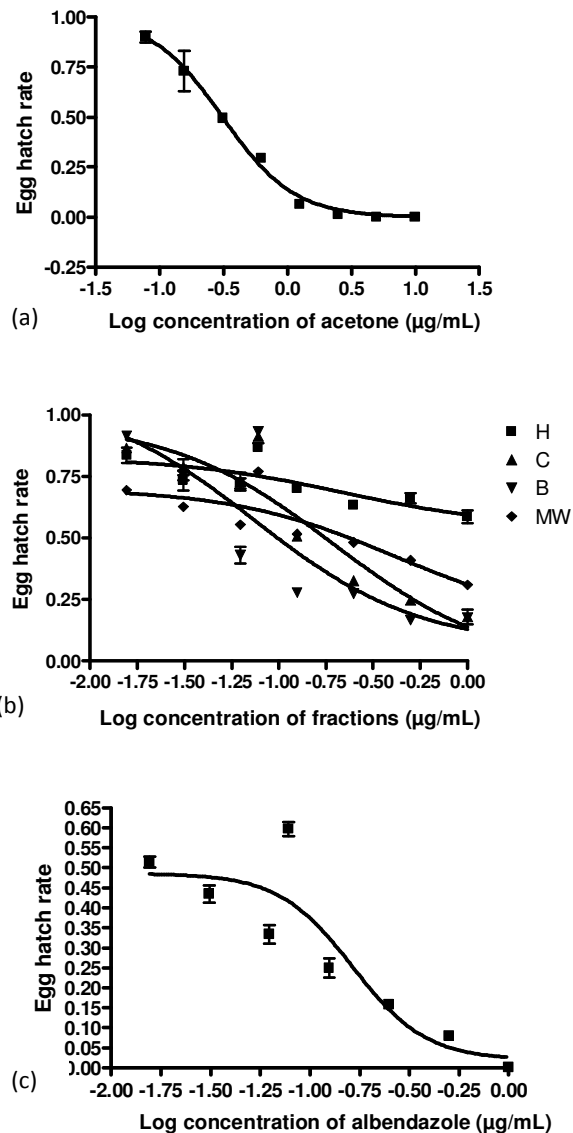 1.00
0.75
0.50
0.25
0.00
-0.25
Egg hatch rate
-1.5 -1.0 -0.5 0.0 0.5 1.0 1.5
(a)
Log concentration of acetone (µg/mL)
1.00
0.75
0.50
0.25
0.00
Egg hatch rate
H
C
B
MW
-2.00 -1.75 -1.50 -1.25 -1.00 -0.75 -0.50 -0.25 0.00
(b)
Log concentration of fractions (µg/mL)
0.65
0.60
0.55
0.50
0.45
0.40
0.35
0.30
0.25
0.20
0.15
0.10
0.05
0.00
Egg hatch rate
-2.00 -1.75 -1.50 -1.25 -1.00 -0.75 -0.50 -0.25 0.00
(c)
Log concentration of albendazole (µg/mL)